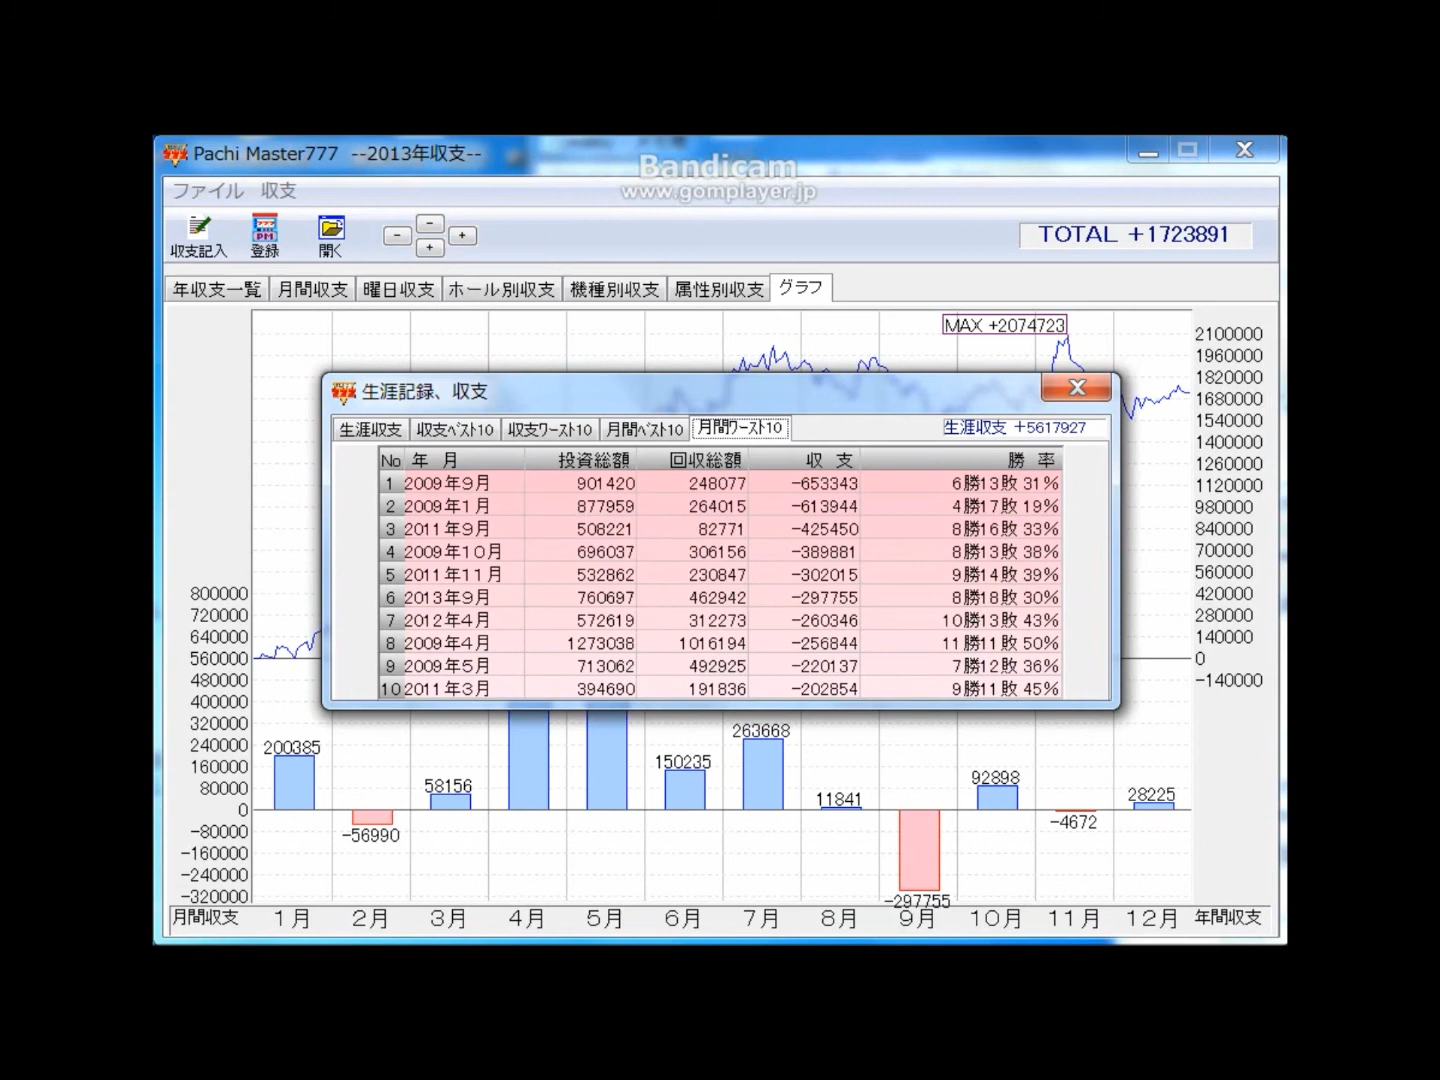 Pachi Master777 --2013年収支--
Bandicam
www.gomplayer.jp
ファイル 収支
収支記入 登録 開く - - + +
TOTAL +1723891
年収支一覧 月間収支 曜日収支 ホール別収支 機種別収支 属性別収支 グラフ
MAX +2074723
2100000
1960000
1820000
1680000
1540000
1400000
1260000
1120000
980000
840000
700000
560000
420000
280000
140000
0
-140000
生涯記録、収支
生涯収支 収支ベスト10 収支ワースト10 月間ベスト10 月間ワースト10
生涯収支 +5617927
No 年 月 投資総額 回収総額 収 支 勝 率
1 2009年9月 901420 248077 -653343 6勝13敗 31%
2 2009年1月 877959 264015 -613944 4勝17敗 19%
3 2011年9月 508221 82771 -425450 8勝16敗 33%
4 2009年10月 696037 306156 -389881 8勝13敗 38%
5 2011年11月 532862 230847 -302015 9勝14敗 39%
6 2013年9月 760697 462942 -297755 8勝18敗 30%
7 2012年4月 572619 312273 -260346 10勝13敗 43%
8 2009年4月 1273038 1016194 -256844 11勝11敗 50%
9 2009年5月 713062 492925 -220137 7勝12敗 36%
10 2011年3月 394690 191836 -202854 9勝11敗 45%
800000
720000
640000
560000
480000
400000
320000
240000
160000
80000
0
-80000
-160000
-240000
-320000
200385
-56990
58156
150235
263668
11841
-297755
92898
-4672
28225
月間収支 1月 2月 3月 4月 5月 6月 7月 8月 9月 10月 11月 12月 年間収支